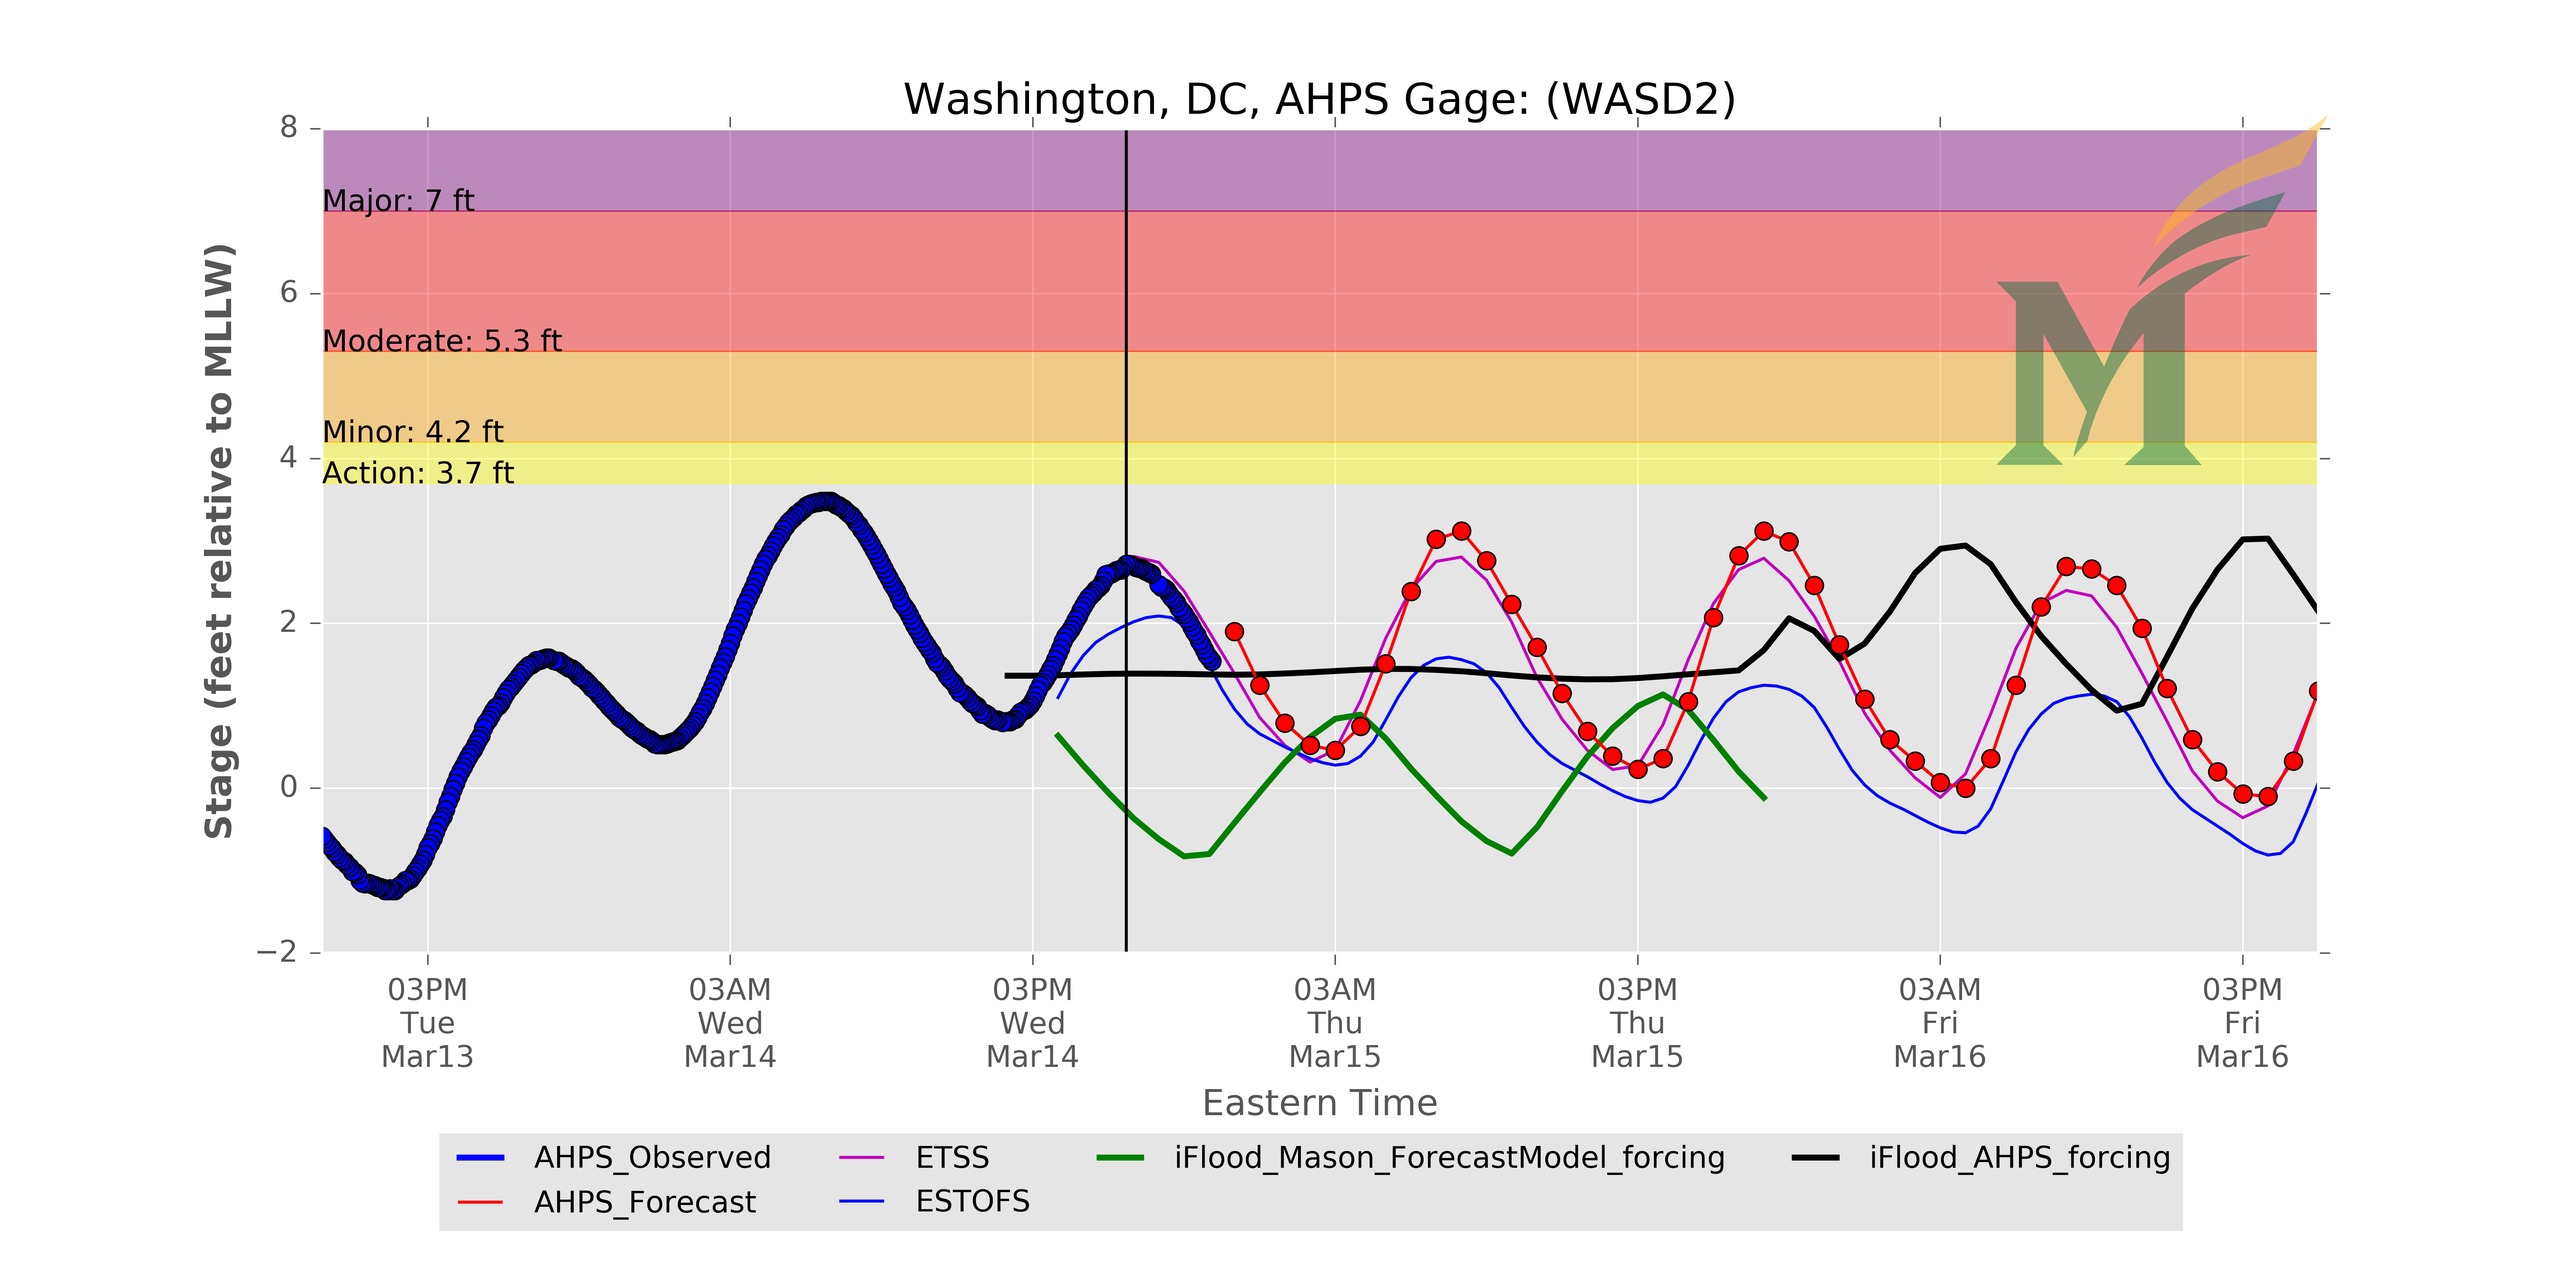 Washington, DC, AHPS Gage: (WASD2)
Stage (feet relative to MLLW)
8
6
4
2
0
−2
Major: 7 ft
Moderate: 5.3 ft
Minor: 4.2 ft
Action: 3.7 ft
03PM 03AM 03PM 03AM 03PM 03AM 03PM
Tue Wed Wed Thu Thu Fri Fri
Mar13 Mar14 Mar14 Mar15 Mar15 Mar16 Mar16
Eastern Time
AHPS_Observed ETSS iFlood_Mason_ForecastModel_forcing iFlood_AHPS_forcing
AHPS_Forecast ESTOFS
M